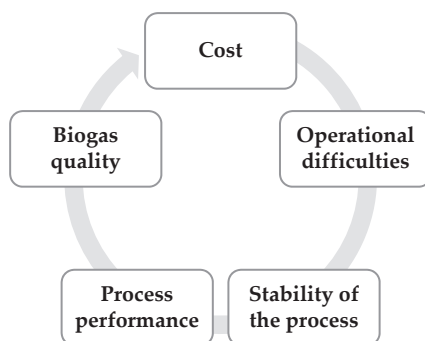 Cost
Operational
difficulties
Stability of
the process
Process
performance
Biogas
quality